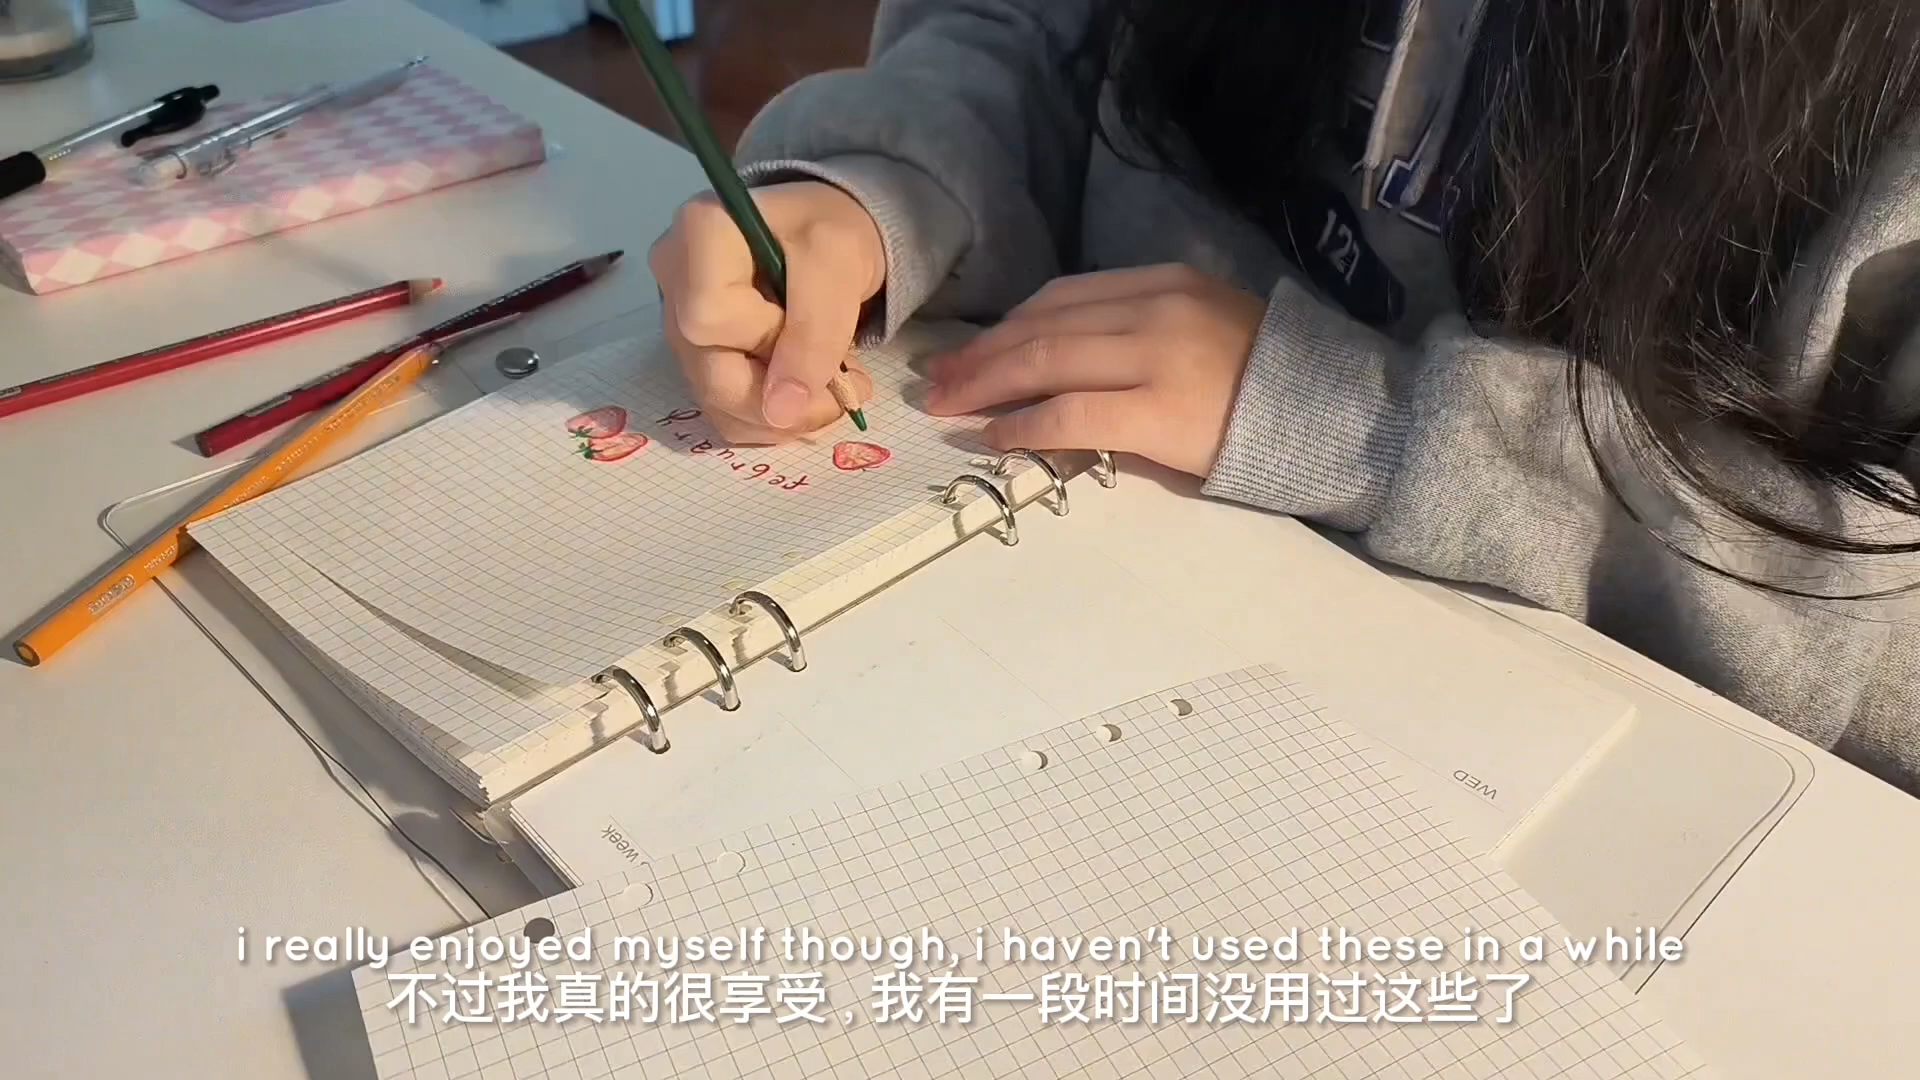 127
february
WED
week
i really enjoyed myself though, i haven't used these in a while
不过我真的很享受，我有一段时间没用过这些了